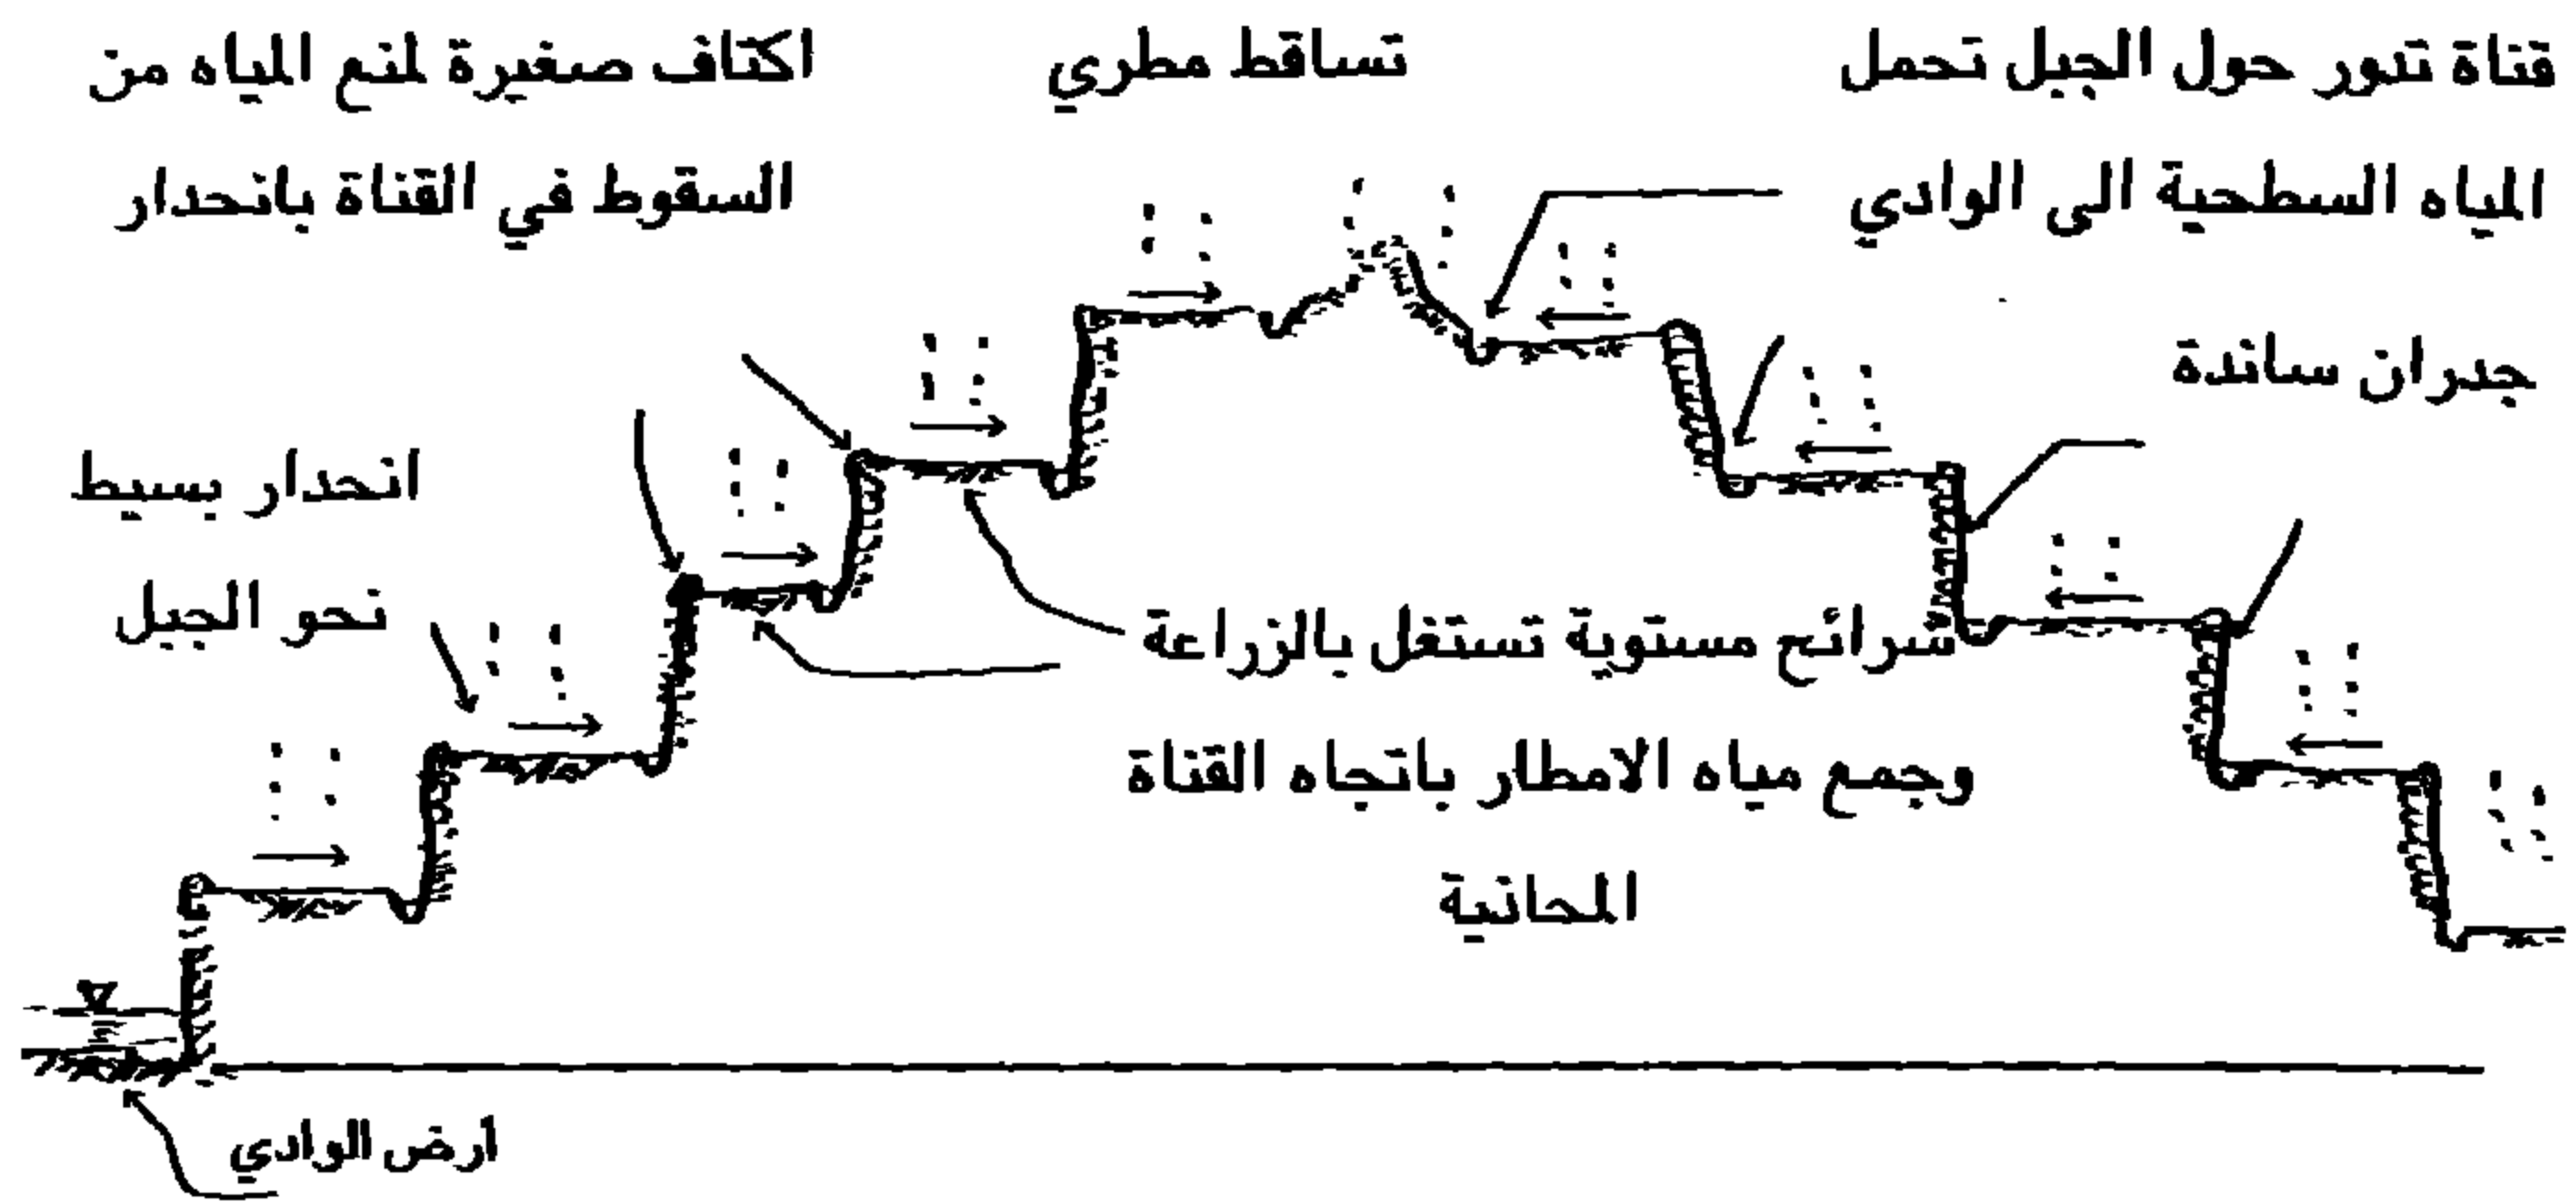 قناة تدور حول الجبل تحمل
المياه السطحية الى الوادي
تساقط مطري
اكتاف صغيرة لمنع المياه من
السقوط في القناة بانحدار
جدران ساندة
انحدار بسيط
نحو الجبل
شرائح مستوية تستغل بالزراعة
وجمع مياه الامطار باتجاه القناة
المحانية
أرض الوادي